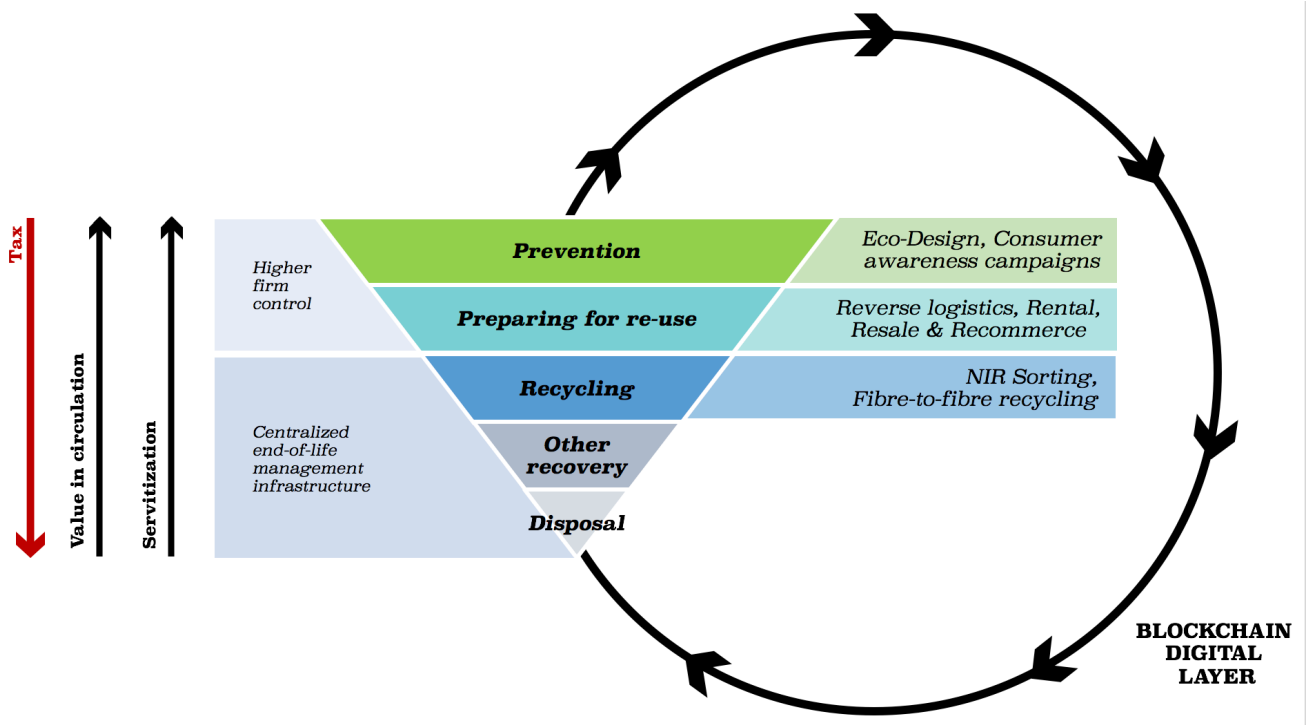 Tax
Value in circulation
Servitization
Higher
firm
control
Centralized
end-of-life
management
infrastructure
Prevention
Preparing for re-use
Recycling
Other
recovery
Disposal
Eco-Design, Consumer
awareness campaigns
Reverse logistics, Rental,
Resale & Recommerce
NIR Sorting,
Fibre-to-fibre recycling
BLOCKCHAIN
DIGITAL
LAYER